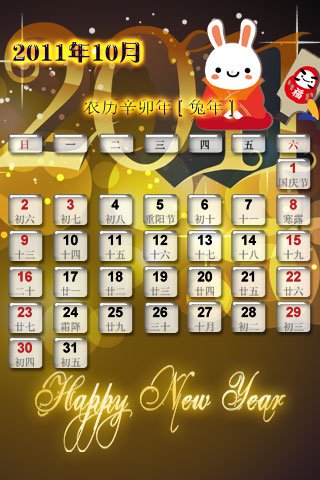 2011年10月
2011
农历辛卯年 [ 兔年 ]
福
日 一 二 三 四 五 六
1
国庆节
2 3 4 5 6 7 8
初六 初七 初八 重阳节 初十 十一 寒露
9 10 11 12 13 14 15
十三 十四 十五 十六 十七 十八 十九
16 17 18 19 20 21 22
二十 廿一 廿二 廿三 廿四 廿五 廿六
23 24 25 26 27 28 29
廿七 霜降 廿九 三十 十月 初二 初三
30 31
初四 初五
Happy New Year